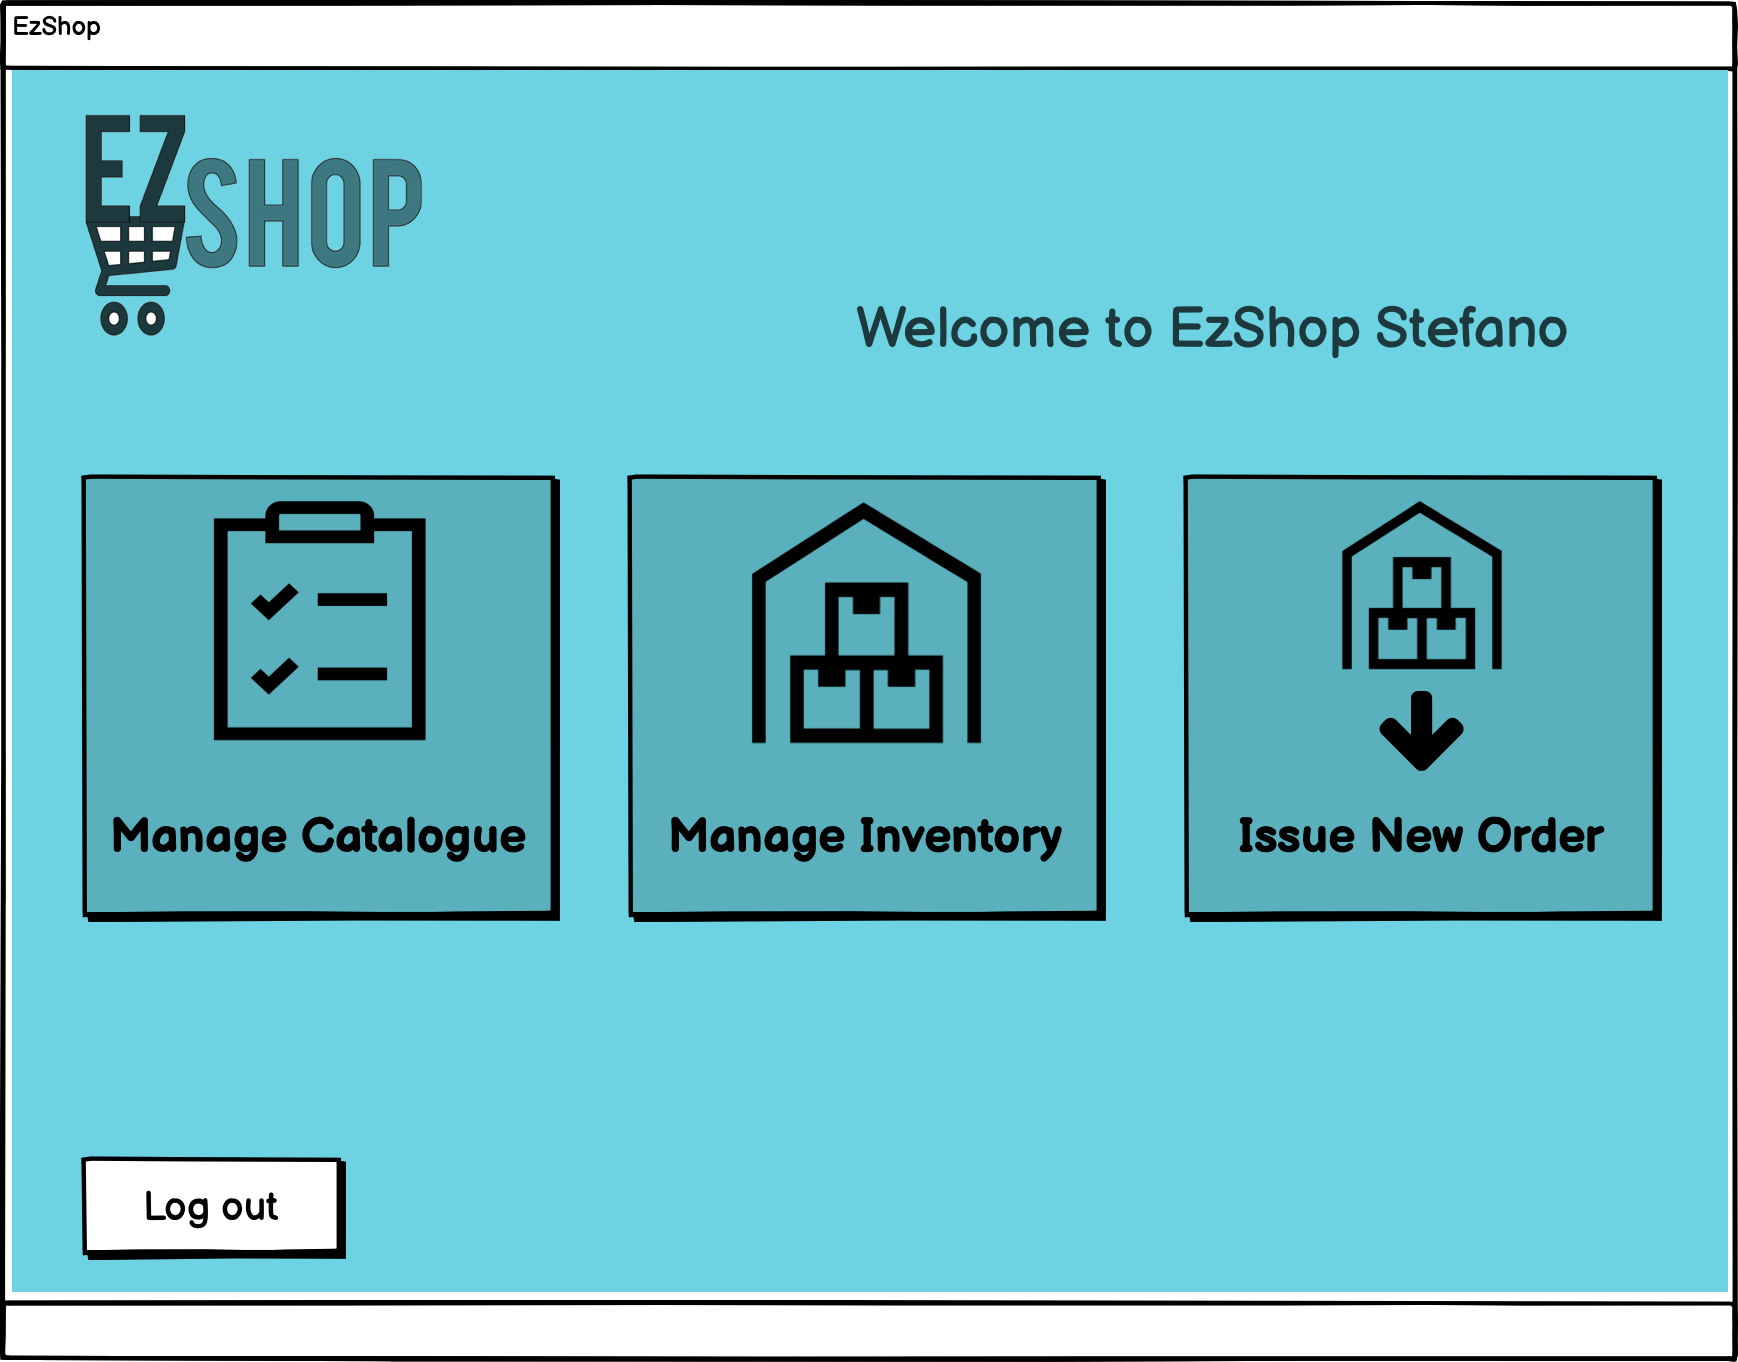 EzShop
EZSHOP
Welcome to EzShop Stefano
Manage Catalogue
Manage Inventory
Issue New Order
Log out